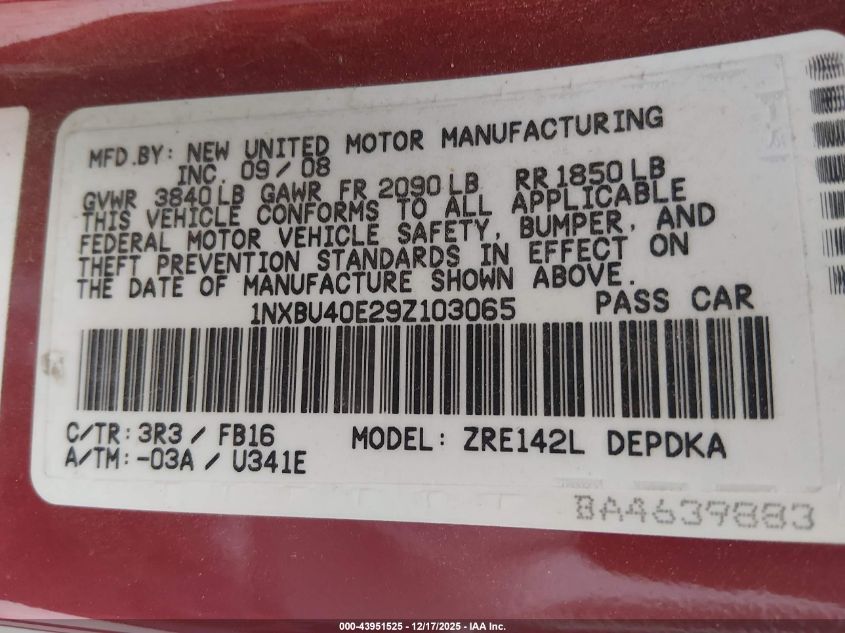 MFD.BY: NEW UNITED MOTOR MANUFACTURING
INC. 09/08
GVWR 3840LB GAWR FR 2090LB RR1850LB
THIS VEHICLE CONFORMS TO ALL APPLICABLE
FEDERAL MOTOR VEHICLE SAFETY, BUMPER, AND
THEFT PREVENTION STANDARDS IN EFFECT ON
THE DATE OF MANUFACTURE SHOWN ABOVE.
1NXBU40E29Z103065 PASS CAR
C/TR: 3R3 / FB16 MODEL: ZRE142L DEPDKA
A/TM: -03A / U341E
BA4639883
000-43951525 - 12/17/2025 - IAA Inc.